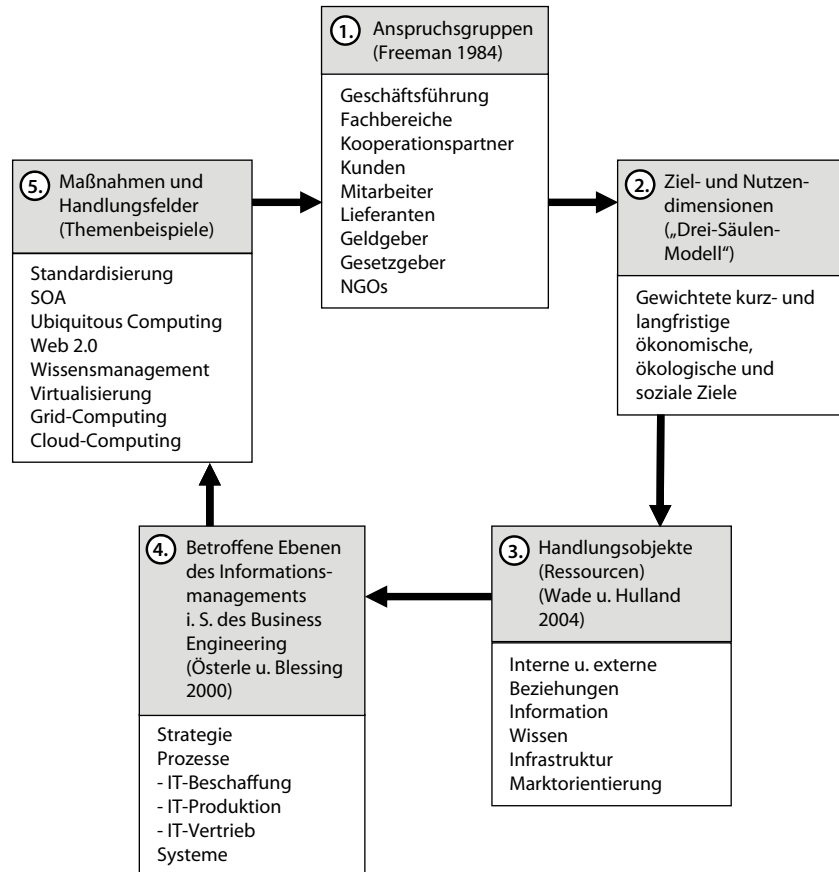 1. Anspruchsgruppen
(Freeman 1984)
Geschäftsführung
Fachbereiche
Kooperationspartner
Kunden
Mitarbeiter
Lieferanten
Geldgeber
Gesetzgeber
NGOs
2. Ziel- und Nutzen-
dimensionen
(„Drei-Säulen-
Modell“)
Gewichtete kurz- und
langfristige
ökonomische,
ökologische und
soziale Ziele
3. Handlungsobjekte
(Ressourcen)
(Wade u. Hulland
2004)
Interne u. externe
Beziehungen
Information
Wissen
Infrastruktur
Marktorientierung
4. Betroffene Ebenen
des Informations-
managements
i. S. des Business
Engineering
(Österle u. Blessing
2000)
Strategie
Prozesse
- IT-Beschaffung
- IT-Produktion
- IT-Vertrieb
Systeme
5. Maßnahmen und
Handlungsfelder
(Themenbeispiele)
Standardisierung
SOA
Ubiquitous Computing
Web 2.0
Wissensmanagement
Virtualisierung
Grid-Computing
Cloud-Computing